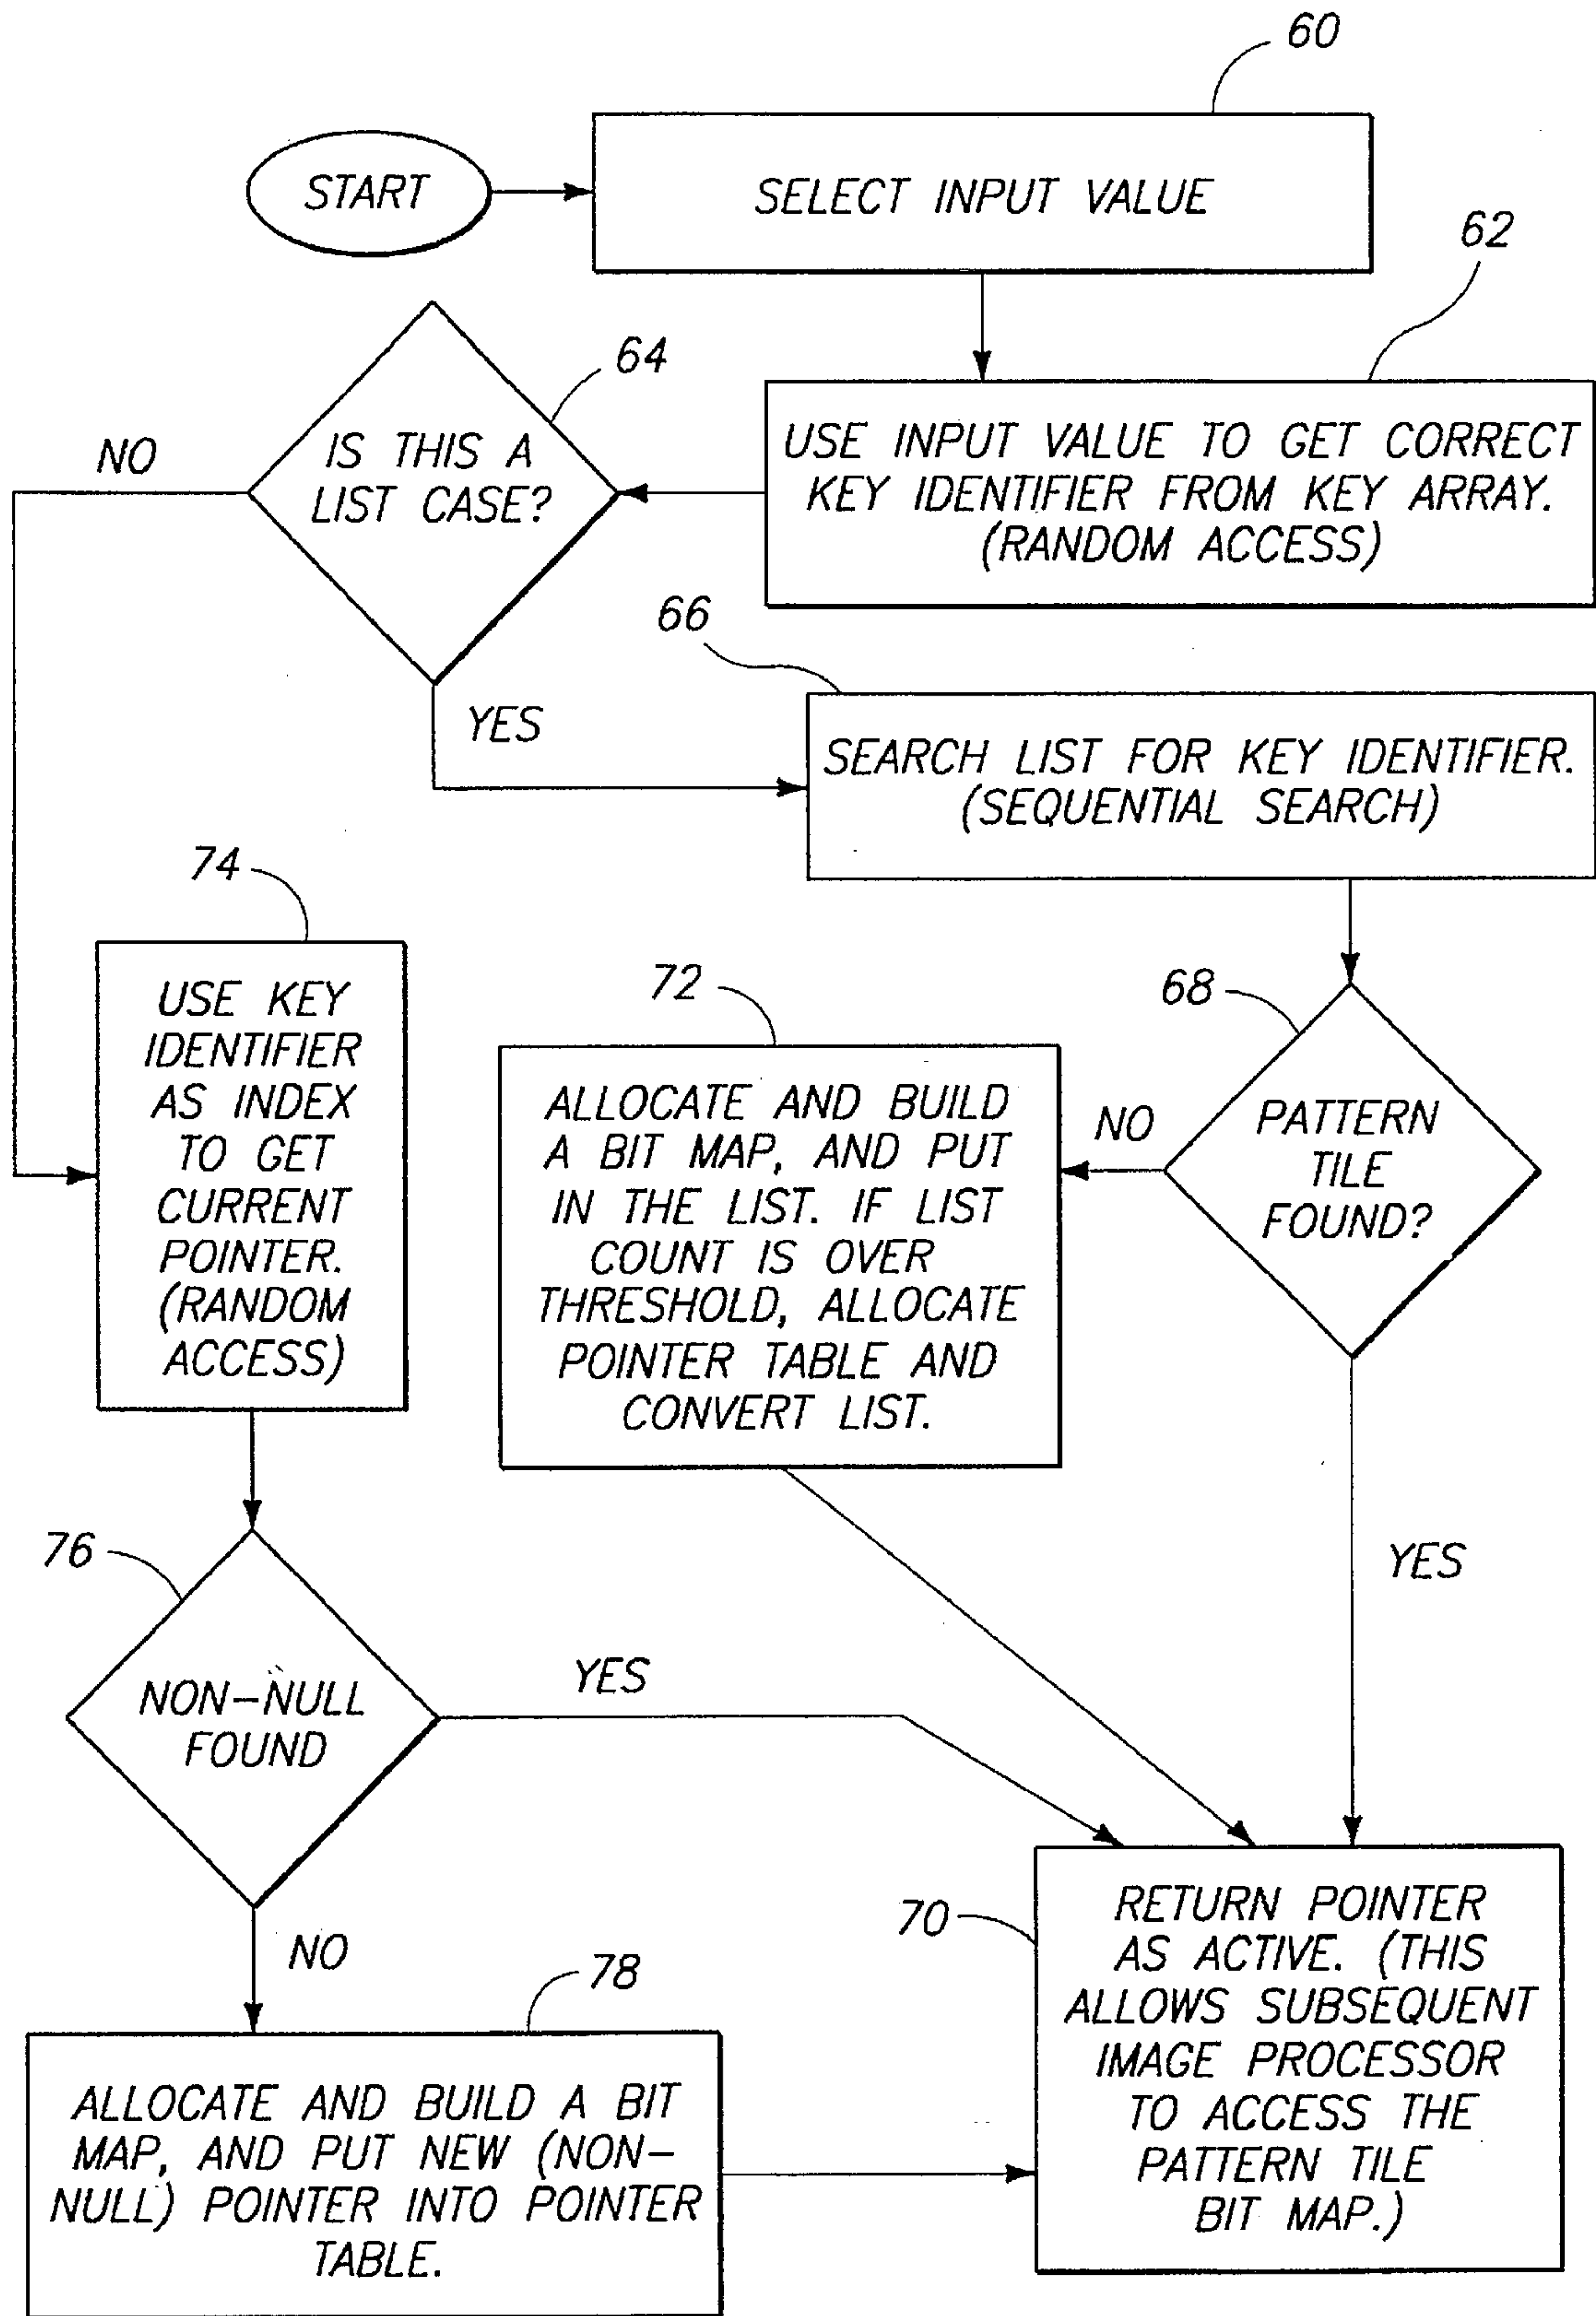 60
START
SELECT INPUT VALUE
62
64
IS THIS A
LIST CASE?
NO
USE INPUT VALUE TO GET CORRECT
KEY IDENTIFIER FROM KEY ARRAY.
(RANDOM ACCESS)
66
YES
SEARCH LIST FOR KEY IDENTIFIER.
(SEQUENTIAL SEARCH)
74
USE KEY
IDENTIFIER
AS INDEX
TO GET
CURRENT
POINTER.
(RANDOM
ACCESS)
72
ALLOCATE AND BUILD
A BIT MAP, AND PUT
IN THE LIST. IF LIST
COUNT IS OVER
THRESHOLD, ALLOCATE
POINTER TABLE AND
CONVERT LIST.
68
NO
PATTERN
TILE
FOUND?
YES
76
NON-NULL
FOUND
YES
NO
78
ALLOCATE AND BUILD A BIT
MAP, AND PUT NEW (NON-
NULL) POINTER INTO POINTER
TABLE.
70
RETURN POINTER
AS ACTIVE. (THIS
ALLOWS SUBSEQUENT
IMAGE PROCESSOR
TO ACCESS THE
PATTERN TILE
BIT MAP.)